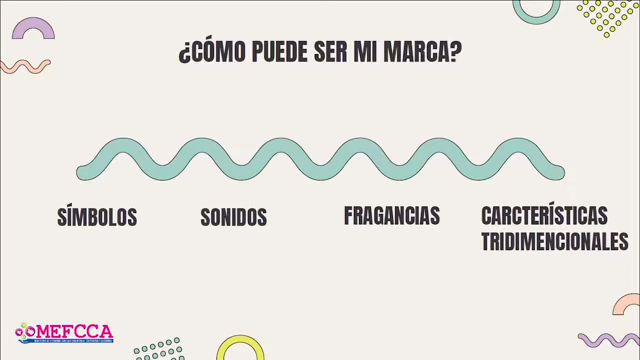 ¿CÓMO PUEDE SER MI MARCA?
SÍMBOLOS
SONIDOS
FRAGANCIAS
CARCTERÍSTICAS
TRIDIMENCIONALES
MEFCCA